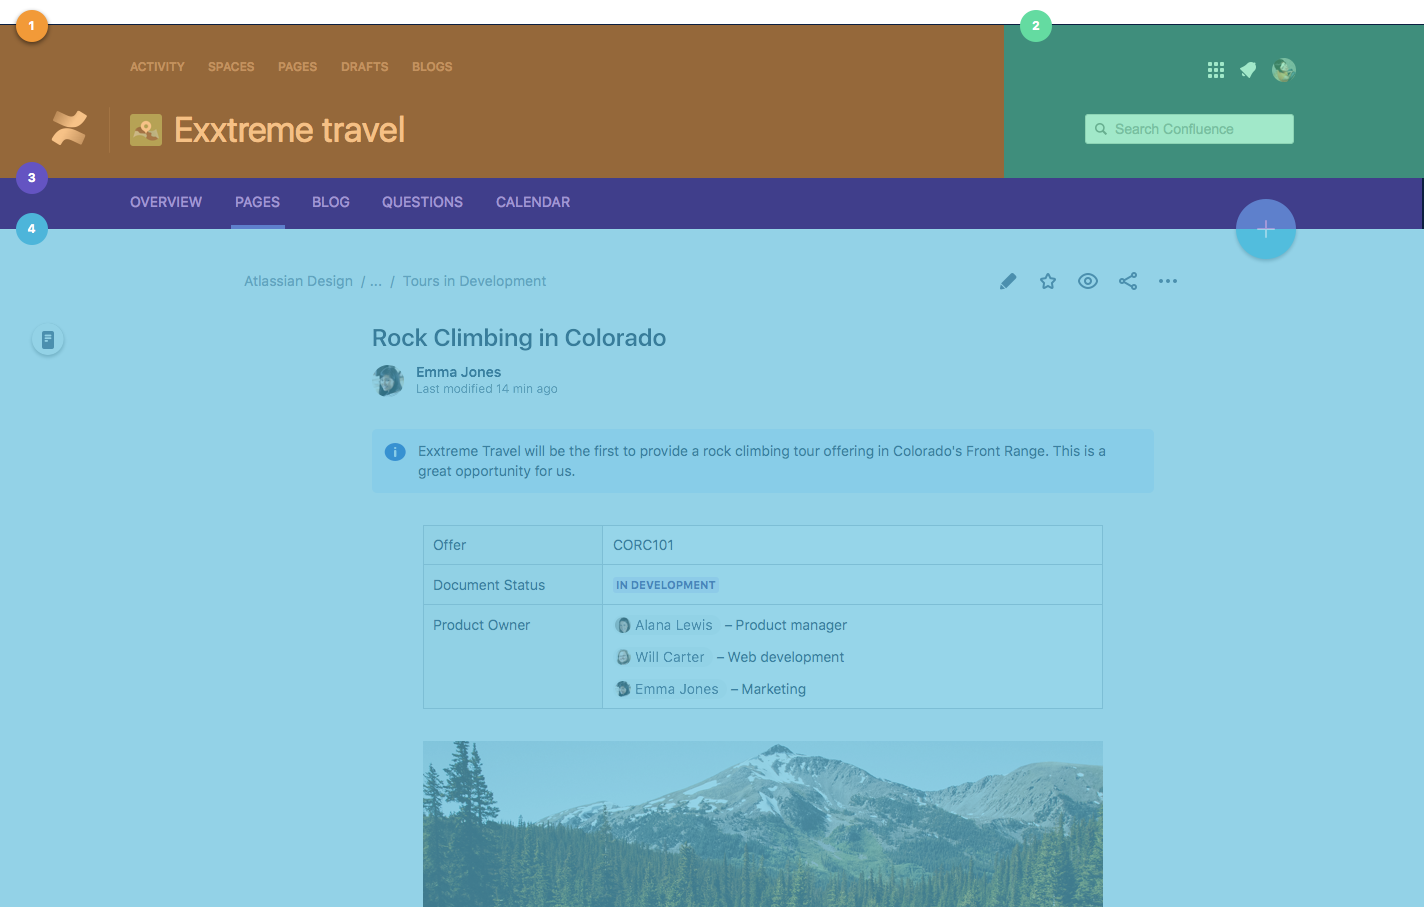 1
2
ACTIVITY SPACES PAGES DRAFTS BLOGS
Exxtreme travel
Search Confluence
3
OVERVIEW PAGES BLOG QUESTIONS CALENDAR
4
Atlassian Design / ... / Tours in Development
Rock Climbing in Colorado
Emma Jones
Last modified 14 min ago
Exxtreme Travel will be the first to provide a rock climbing tour offering in Colorado's Front Range. This is a
great opportunity for us.
Offer CORC101
Document Status IN DEVELOPMENT
Product Owner Alana Lewis – Product manager
Will Carter – Web development
Emma Jones – Marketing